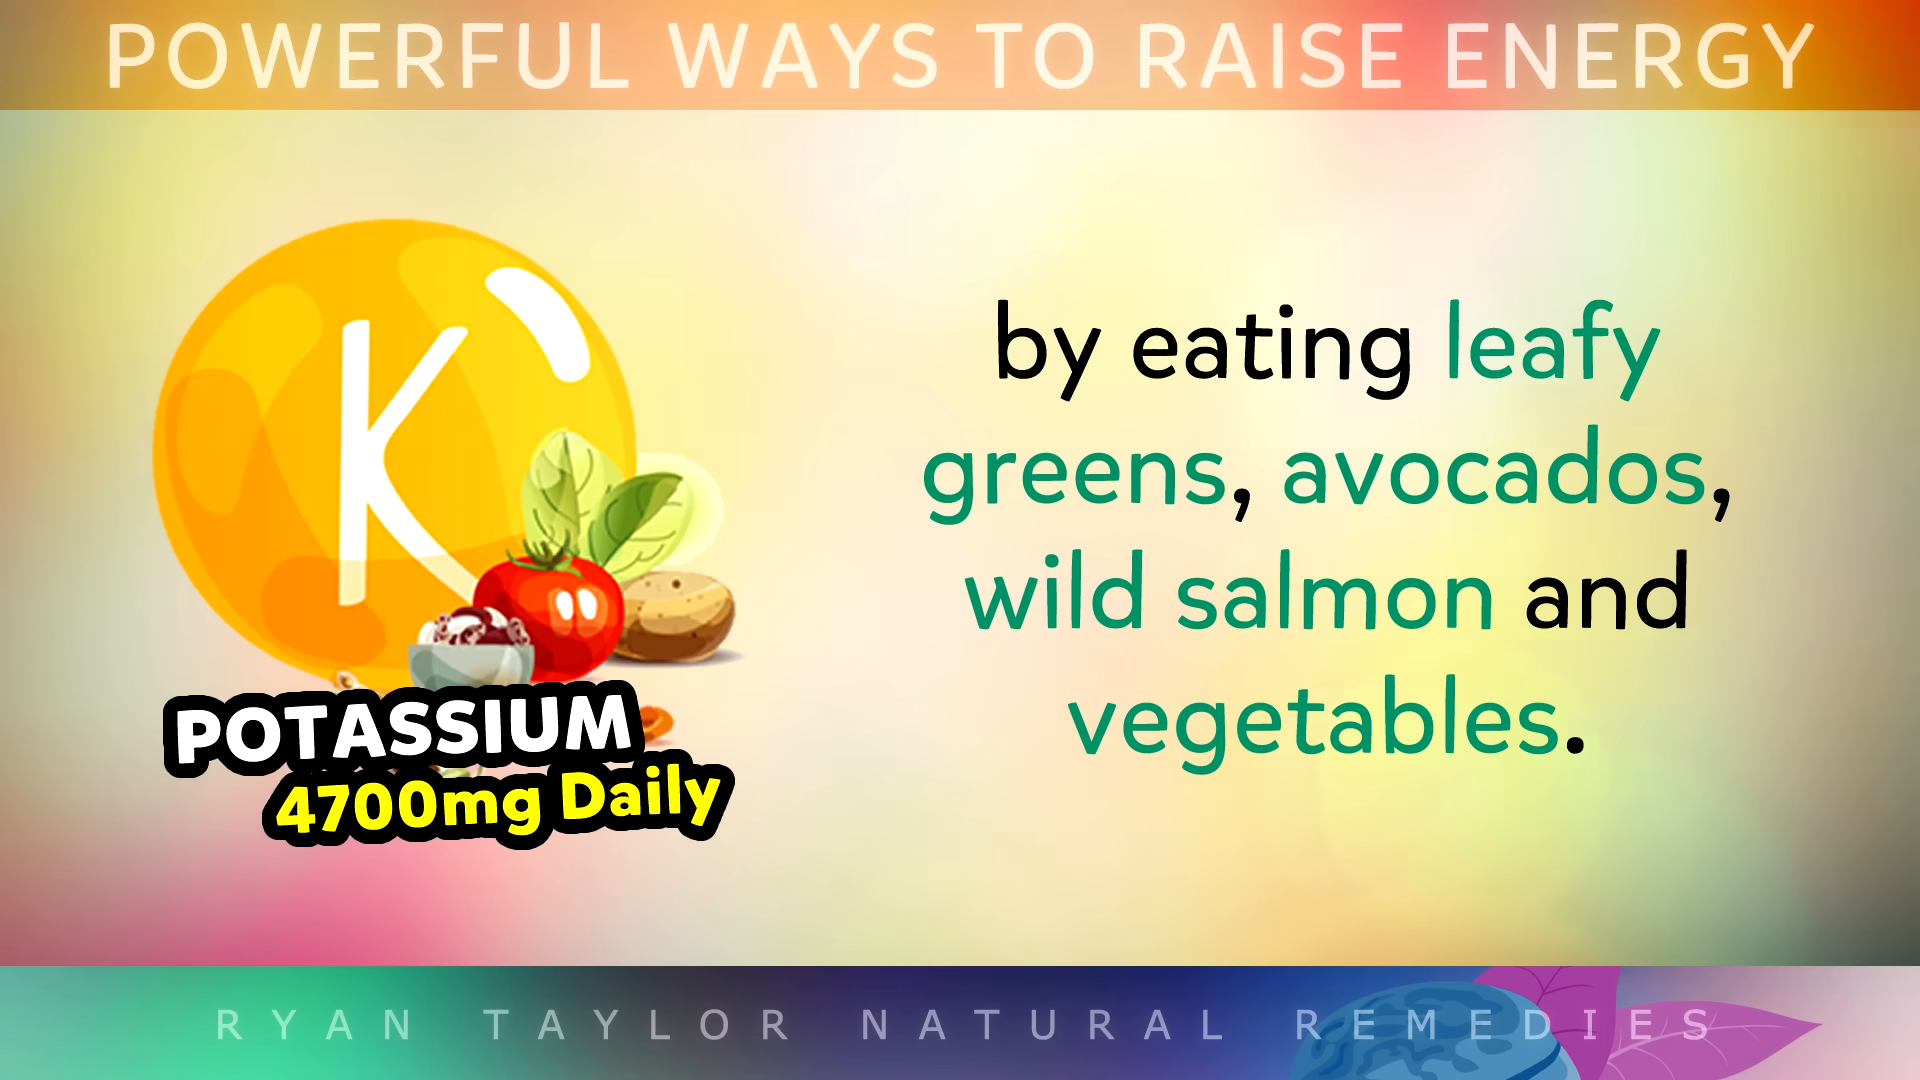 POWERFUL WAYS TO RAISE ENERGY
K
by eating leafy
greens, avocados,
wild salmon and
vegetables.
POTASSIUM
4700mg Daily
RYAN TAYLOR NATURAL REMEDIES